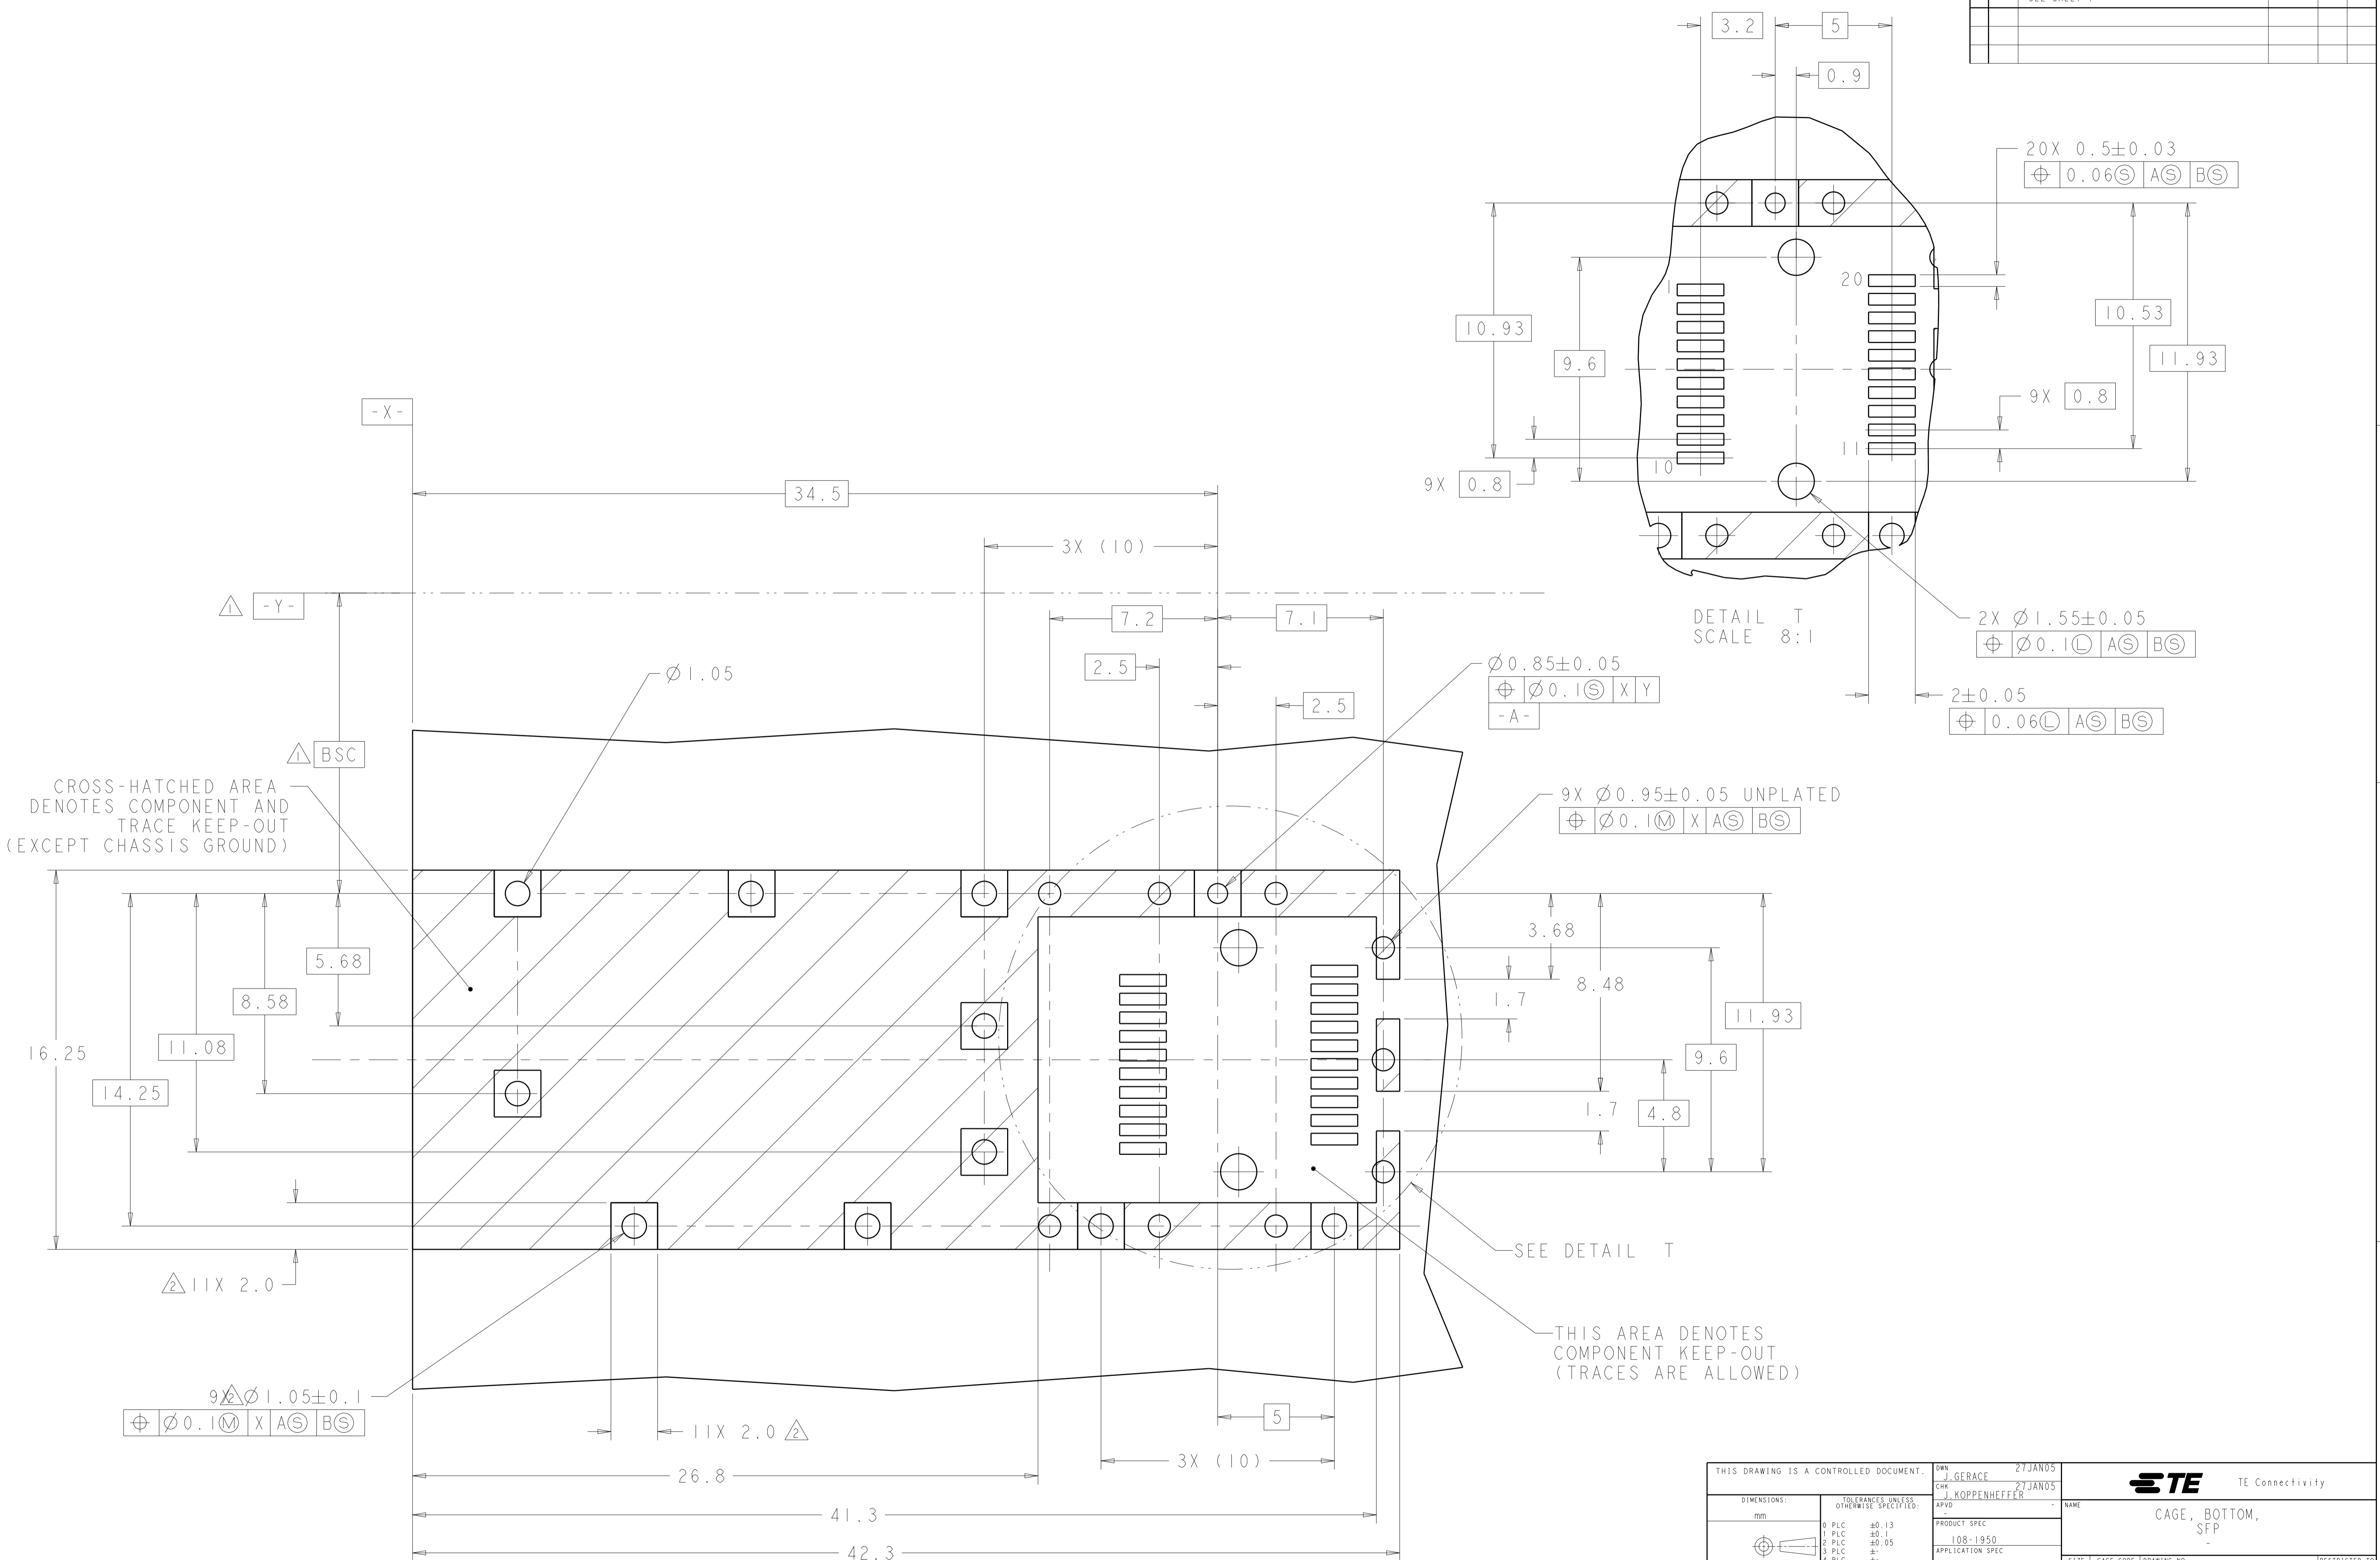 3.2
5
0.9
20X 0.5±0.03
⌖ 0.06Ⓢ AⓈ BⓈ
1
20
10.93
9.6
10.53
11.93
9X 0.8
11
10
9X 0.8
DETAIL T
SCALE 8:1
2X Ø1.55±0.05
⌖ Ø0.1Ⓛ AⓈ BⓈ
2±0.05
⌖ 0.06Ⓛ AⓈ BⓈ
-X-
34.5
3X (10)
1 -Y-
7.2
7.1
2.5
2.5
Ø1.05
Ø0.85±0.05
⌖ Ø0.1Ⓢ X Y
-A-
1 BSC
CROSS-HATCHED AREA
DENOTES COMPONENT AND
TRACE KEEP-OUT
(EXCEPT CHASSIS GROUND)
9X Ø0.95±0.05 UNPLATED
⌖ Ø0.1Ⓜ X AⓈ BⓈ
3.68
5.68
8.48
8.58
1.7
11.93
11.08
16.25
9.6
14.25
1.7
4.8
SEE DETAIL T
2 11X 2.0
THIS AREA DENOTES
COMPONENT KEEP-OUT
(TRACES ARE ALLOWED)
9X 2 Ø1.05±0.1
⌖ Ø0.1Ⓜ X AⓈ BⓈ
11X 2.0 2
5
3X (10)
26.8
41.3
42.3
THIS DRAWING IS A CONTROLLED DOCUMENT.
DWN 27JAN05
J.GERACE
CHK 27JAN05
J.KOPPENHEFFER
APVD -
-
TE TE Connectivity
DIMENSIONS:
mm
TOLERANCES UNLESS
OTHERWISE SPECIFIED:
0 PLC ±0.13
1 PLC ±0.1
2 PLC ±0.05
3 PLC ±-
PRODUCT SPEC
108-1950
APPLICATION SPEC
NAME
CAGE, BOTTOM,
SFP
-